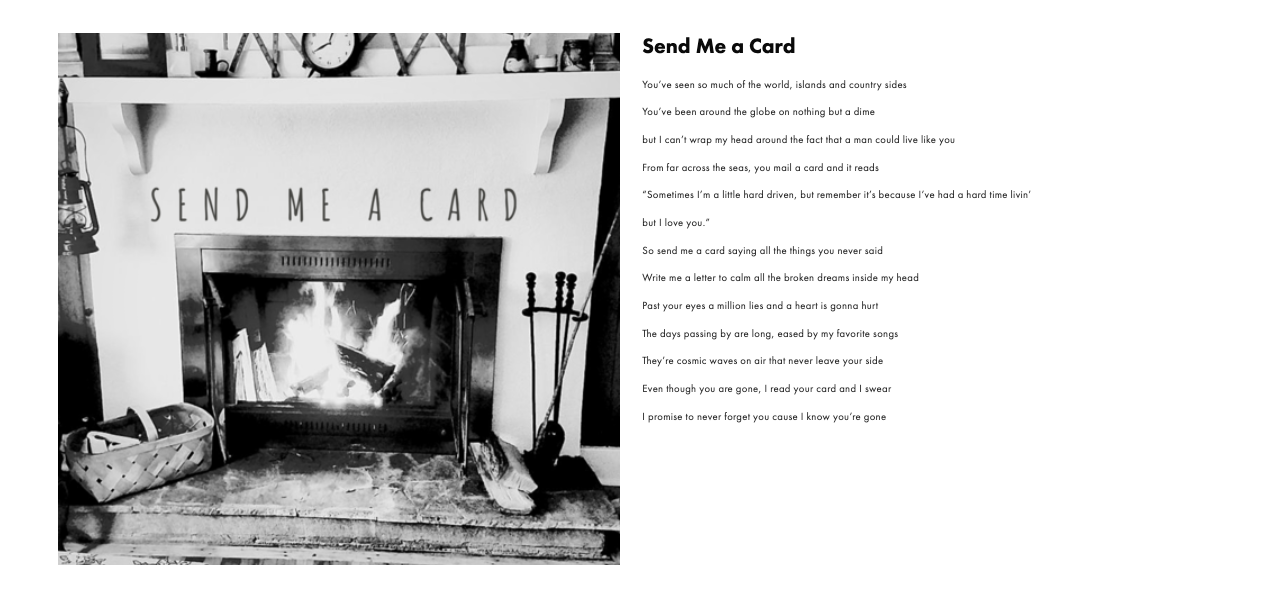 SEND ME A CARD
Send Me a Card
You've seen so much of the world, islands and country sides
You've been around the globe on nothing but a dime
but I can't wrap my head around the fact that a man could live like you
From far across the seas, you mail a card and it reads
"Sometimes I'm a little hard driven, but remember it's because I've had a hard time livin'
but I love you."
So send me a card saying all the things you never said
Write me a letter to calm all the broken dreams inside my head
Past your eyes a million lies and a heart is gonna hurt
The days passing by are long, eased by my favorite songs
They're cosmic waves on air that never leave your side
Even though you are gone, I read your card and I swear
I promise to never forget you cause I know you're gone